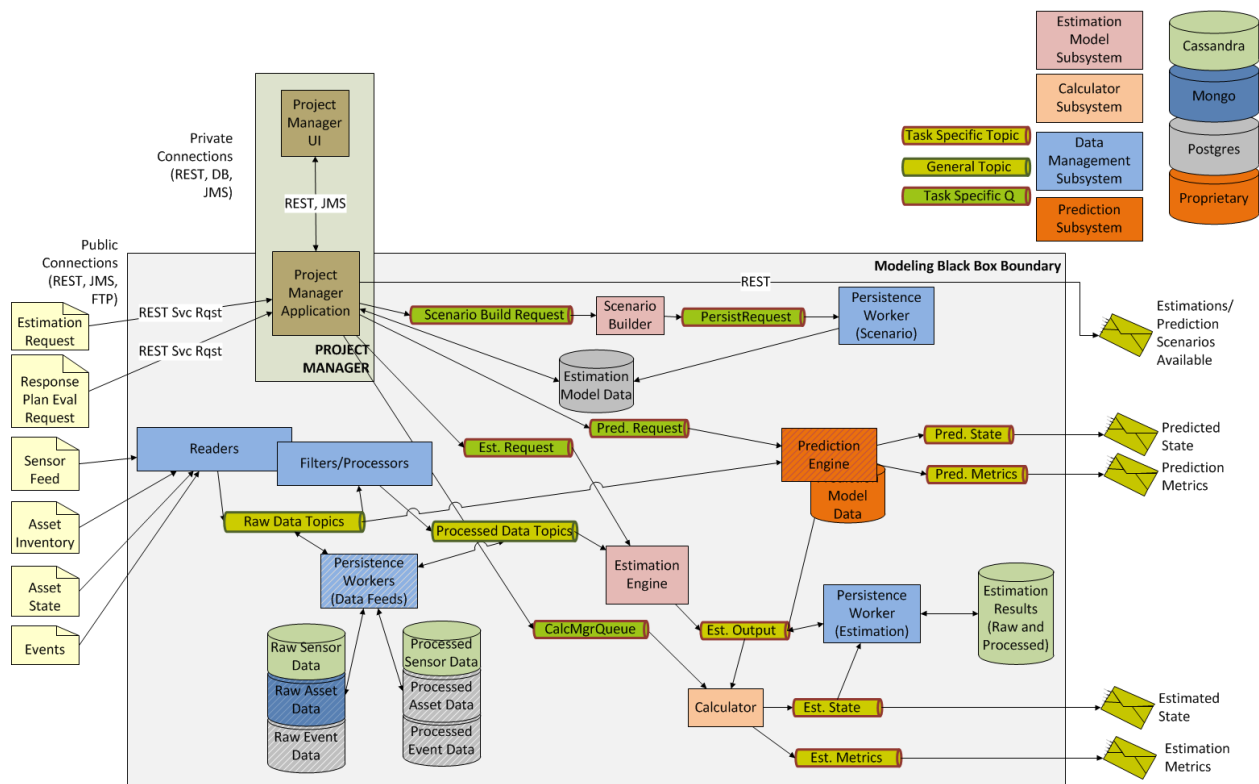 Estimation
Model
Subsystem
Cassandra
Calculator
Subsystem
Mongo
Task Specific Topic
General Topic
Task Specific Q
Data
Management
Subsystem
Postgres
Prediction
Subsystem
Proprietary
Project
Manager
UI
Private
Connections
(REST, DB,
JMS)
REST, JMS
Public
Connections
(REST, JMS,
FTP)
Modeling Black Box Boundary
Project
Manager
Application
PROJECT
MANAGER
REST
Estimation
Request
REST Svc Rqst
REST Svc Rqst
Response
Plan Eval
Request
Scenario Build Request
Scenario
Builder
PersistRequest
Persistence
Worker
(Scenario)
Estimations/
Prediction
Scenarios
Available
Estimation
Model Data
Pred. Request
Est. Request
Prediction
Engine
Model
Data
Pred. State
Predicted
State
Pred. Metrics
Prediction
Metrics
Sensor
Feed
Readers
Filters/Processors
Asset
Inventory
Raw Data Topics
Processed Data Topics
Asset
State
Persistence
Workers
(Data Feeds)
Estimation
Engine
Events
CalcMgrQueue
Est. Output
Persistence
Worker
(Estimation)
Estimation
Results
(Raw and
Processed)
Raw Sensor
Data
Raw Asset
Data
Raw Event
Data
Processed
Sensor Data
Processed
Asset Data
Processed
Event Data
Calculator
Est. State
Estimated
State
Est. Metrics
Estimation
Metrics